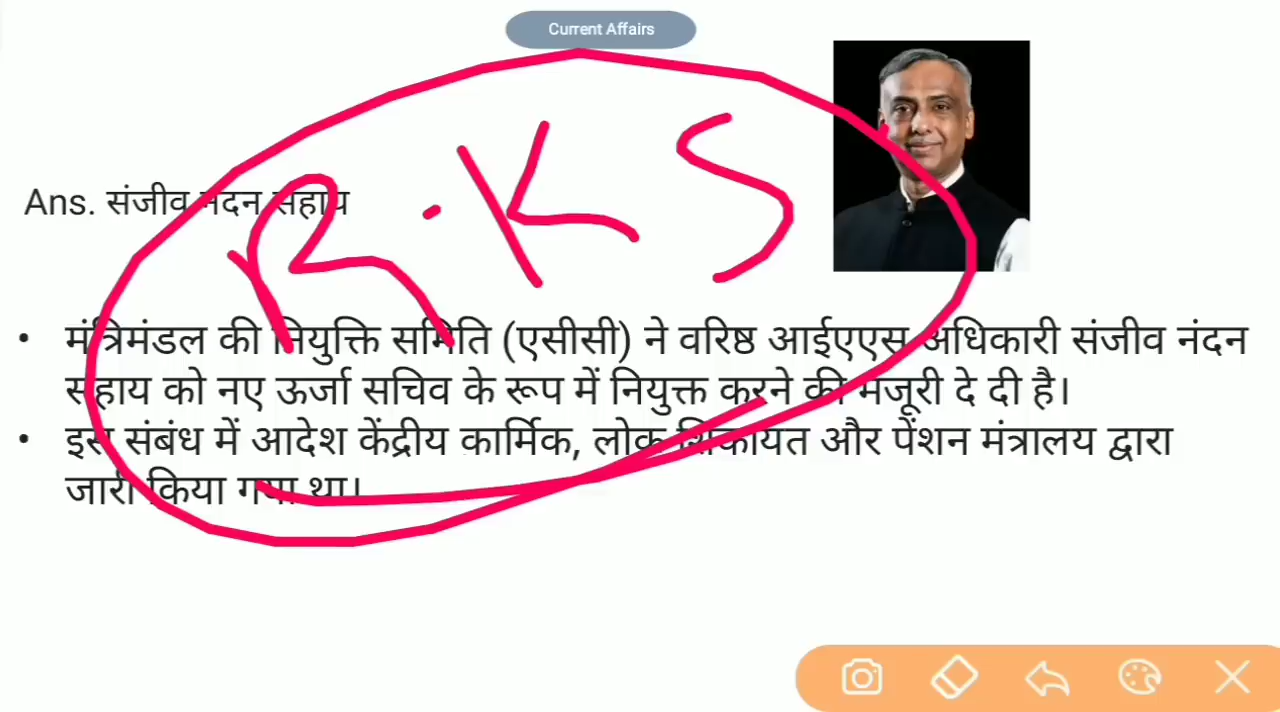 Current Affairs
Ans. संजीव नंदन सहाय
R.KS
मंत्रिमंडल की नियुक्ति समिति (एसीसी) ने वरिष्ठ आईएएस अधिकारी संजीव नंदन
सहाय को नए ऊर्जा सचिव के रूप में नियुक्त करने की मंजूरी दे दी है।
इस संबंध में आदेश केंद्रीय कार्मिक, लोक शिकायत और पेंशन मंत्रालय द्वारा
जारी किया गया था।